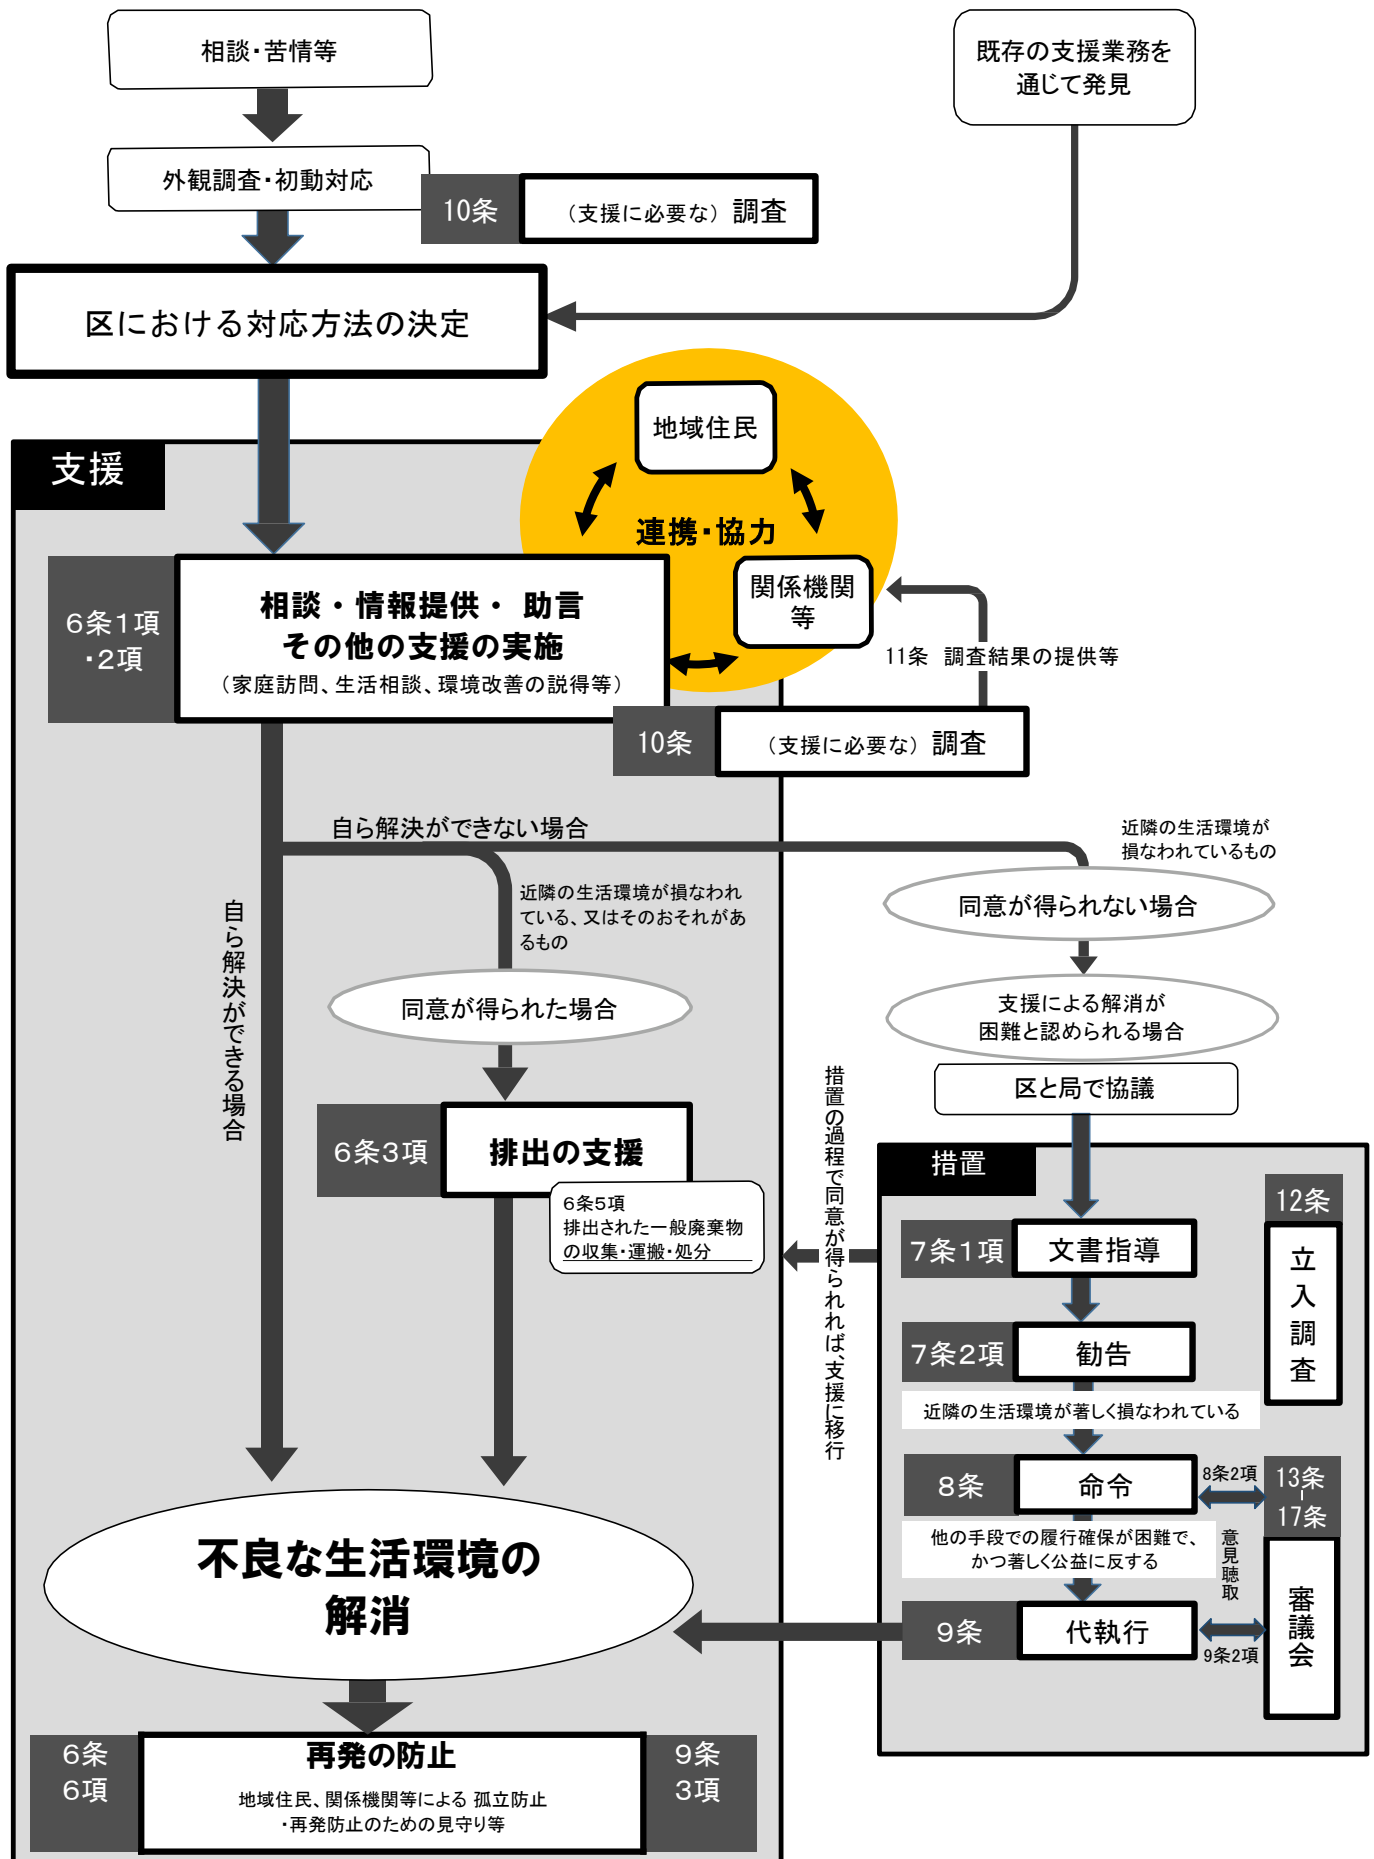 相談・苦情等
既存の支援業務を
通じて発見
外観調査・初動対応
10条
（支援に必要な）調査
区における対応方法の決定
支援
地域住民
連携・協力
関係機関
等
6条1項
・2項
相談・情報提供・ 助言
その他の支援の実施
（家庭訪問、生活相談、環境改善の説得等）
11条 調査結果の提供等
10条
（支援に必要な）調査
自ら解決ができない場合
近隣の生活環境が
損なわれているもの
自ら解決ができる場合
近隣の生活環境が損なわれ
ている、又はそのおそれがあ
るもの
同意が得られない場合
同意が得られた場合
支援による解消が
困難と認められる場合
区と局で協議
措置の過程で同意が得られれば、支援に移行
6条3項
排出の支援
6条5項
排出された一般廃棄物
の収集・運搬・処分
措置
12条
立入調査
7条1項
文書指導
7条2項
勧告
近隣の生活環境が著しく損なわれている
8条
命令
8条2項
13条
-
17条
他の手段での履行確保が困難で、
かつ著しく公益に反する
意見聴取
審議会
9条
代執行
9条2項
不良な生活環境の
解消
6条
6項
再発の防止
地域住民、関係機関等による 孤立防止
・再発防止のための見守り等
9条
3項